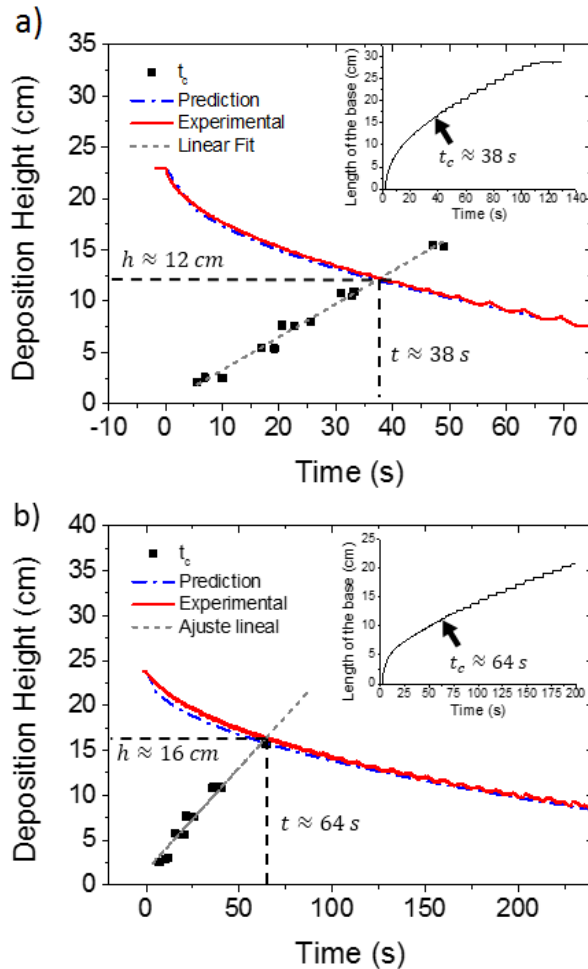 a)
35
30
25
20
15
10
5
0
Deposition Height (cm)
t_c
Prediction
Experimental
Linear Fit
h ≈ 12 cm
t ≈ 38 s
-10 0 10 20 30 40 50 60 70
Time (s)
30
25
20
15
10
5
0
Length of the base (cm)
t_c ≈ 38 s
0 20 40 60 80 100 120 140
Time (s)
b)
40
35
30
25
20
15
10
5
0
Deposition Height (cm)
t_c
Prediction
Experimental
Ajuste lineal
h ≈ 16 cm
t ≈ 64 s
0 50 100 150 200
Time (s)
25
20
15
10
5
0
Length of the base (cm)
t_c ≈ 64 s
0 25 50 75 100 125 150 175 200
Time (s)